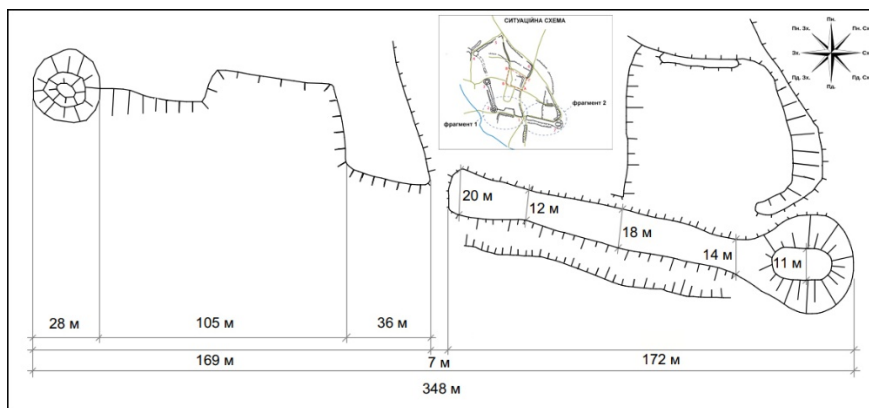 СИТУАЦІЙНА СХЕМА
фрагмент 1
фрагмент 2
Пн.
Пн. Зх.
Пн. Сх
Зх.
Сх
Пд. Зх.
Пд. Сх
Пд.
20 м
12 м
18 м
14 м
11 м
28 м
105 м
36 м
169 м
7 м
172 м
348 м